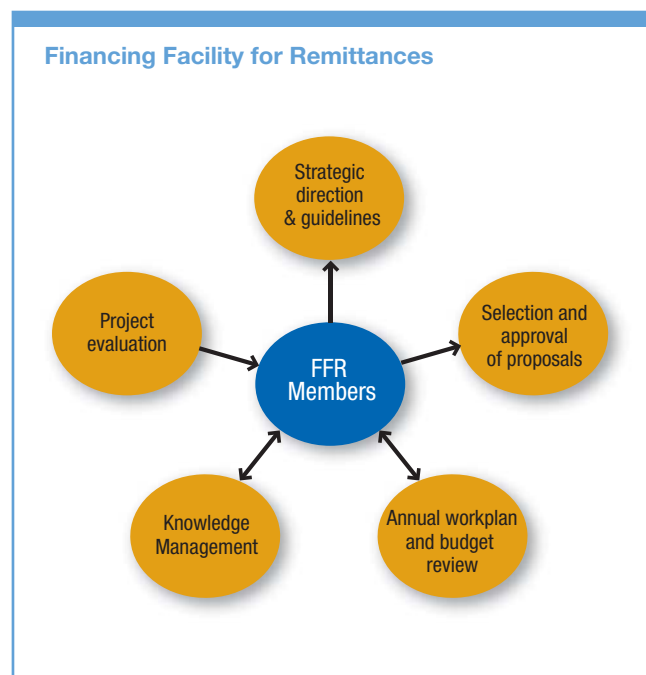 Financing Facility for Remittances
Strategic
direction
& guidelines
Project
evaluation
Selection and
approval
of proposals
FFR
Members
Knowledge
Management
Annual workplan
and budget
review